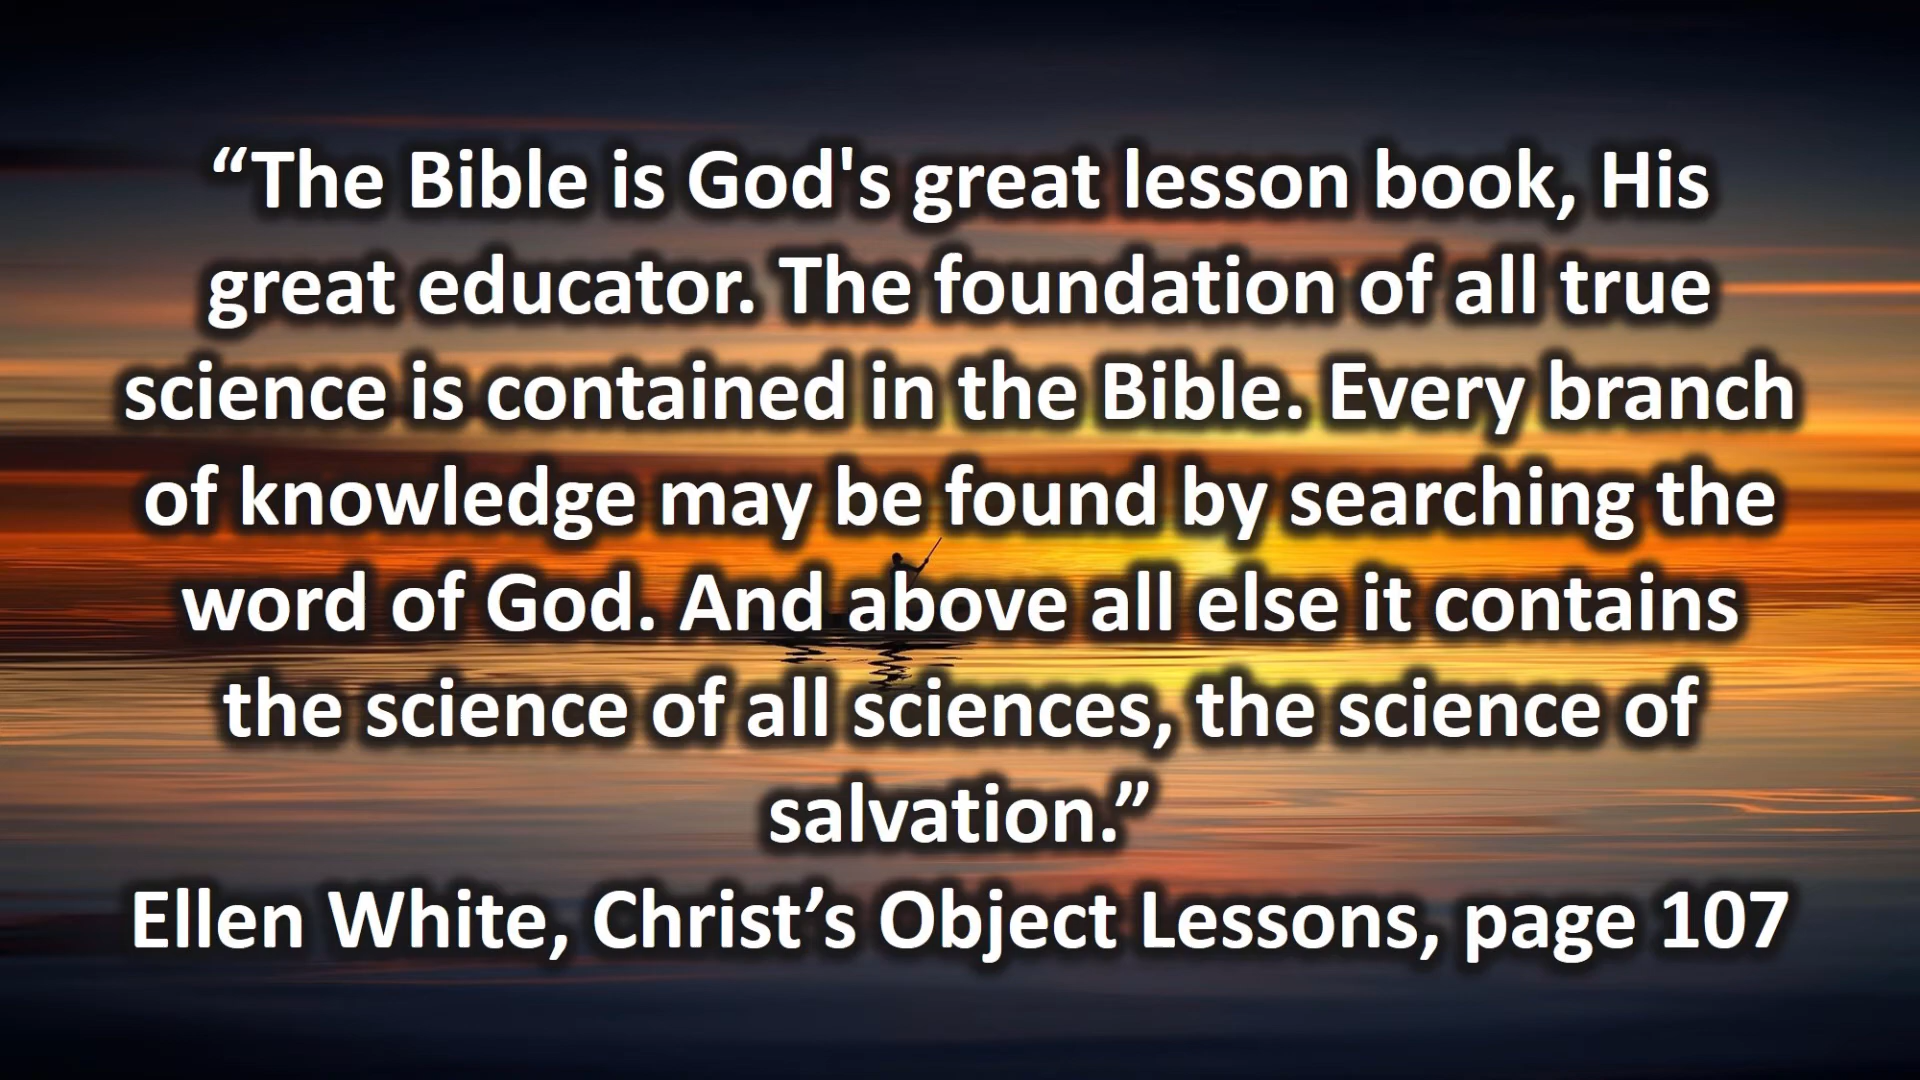 “The Bible is God's great lesson book, His
great educator. The foundation of all true
science is contained in the Bible. Every branch
of knowledge may be found by searching the
word of God. And above all else it contains
the science of all sciences, the science of
salvation.”
Ellen White, Christ’s Object Lessons, page 107